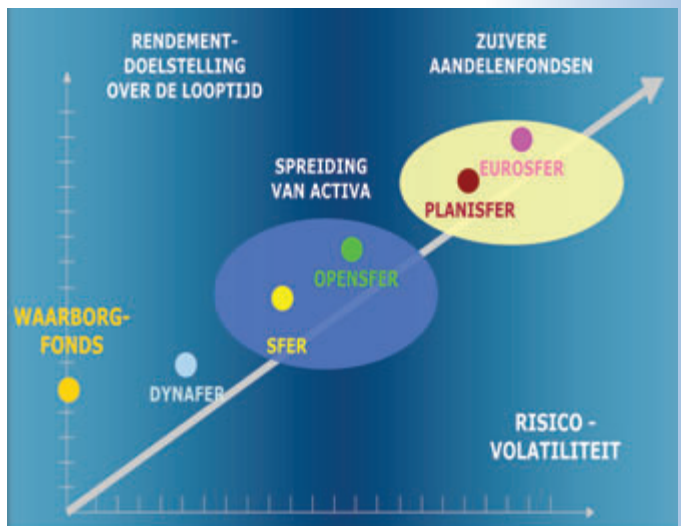 RENDEMENT-
DOELSTELLING
OVER DE LOOPTIJD
ZUIVERE
AANDELENFONDSEN
SPREIDING
VAN ACTIVA
EUROSFER
PLANISFER
OPENSFER
WAARBORG-
FONDS
SFER
DYNAFER
RISICO -
VOLATILITEIT